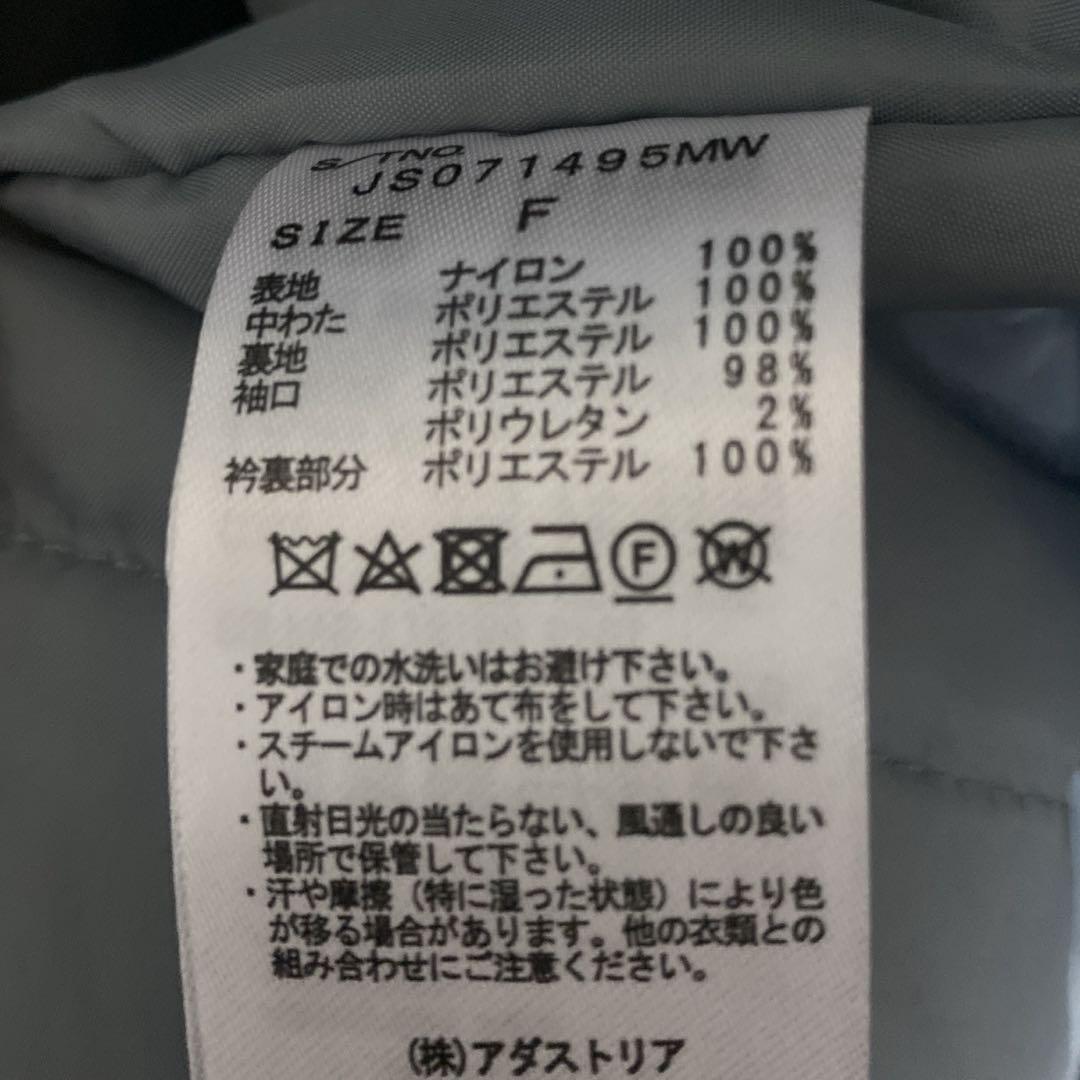 S/TNO.
JS071495MW
SIZE F
表地 ナイロン 100%
中わた ポリエステル 100%
裏地 ポリエステル 100%
袖口 ポリエステル 98%
ポリウレタン 2%
衿裏部分 ポリエステル 100%
F W
・家庭での水洗いはお避け下さい。
・アイロン時はあて布をして下さい。
・スチームアイロンを使用しないで下さ
い。
・直射日光の当たらない、風通しの良い
場所で保管して下さい。
・汗や摩擦（特に湿った状態）により色
が移る場合があります。他の衣類との
組み合わせにご注意ください。
(株)アダストリア